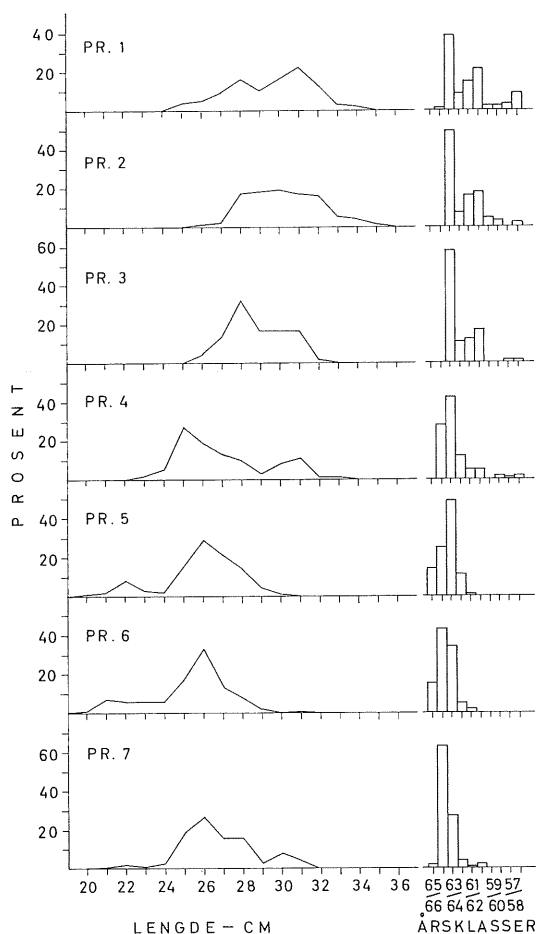 40
20
PR. 1
40
20
PR. 2
60
40
20
PR. 3
40
20
PR. 4
40
20
PR. 5
40
20
PR. 6
60
40
20
PR. 7
PROSENT
20 22 24 26 28 30 32 34 36
65 63 61 59 57
66 64 62 60 58
LENGDE – CM
ÅRSKLASSER